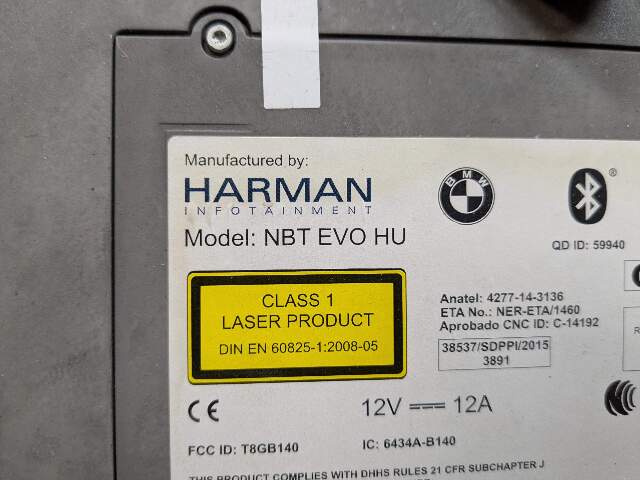 Manufactured by:
HARMAN
INFOTAINMENT
BMW
®
Model: NBT EVO HU
QD ID: 59940
CLASS 1
LASER PRODUCT
DIN EN 60825-1:2008-05
Anatel: 4277-14-3136
ETA No.: NER-ETA/1460
Aprobado CNC ID: C-14192
38537/SDPPI/2015
3891
CE
12V 12A
FCC ID: T8GB140
IC: 6434A-B140
THIS PRODUCT COMPLIES WITH DHHS RULES 21 CFR SUBCHAPTER J